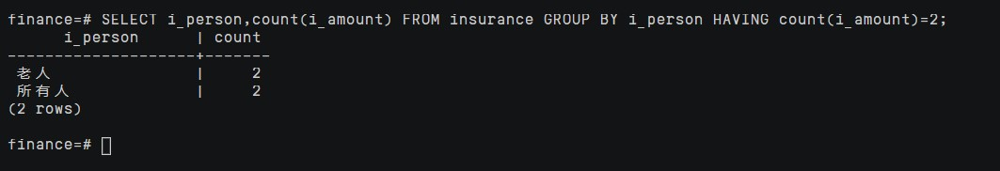 finance=# SELECT i_person,count(i_amount) FROM insurance GROUP BY i_person HAVING count(i_amount)=2;
      i_person       | count
---------------------+-------
 老人                |     2
 所有人              |     2
(2 rows)
finance=#